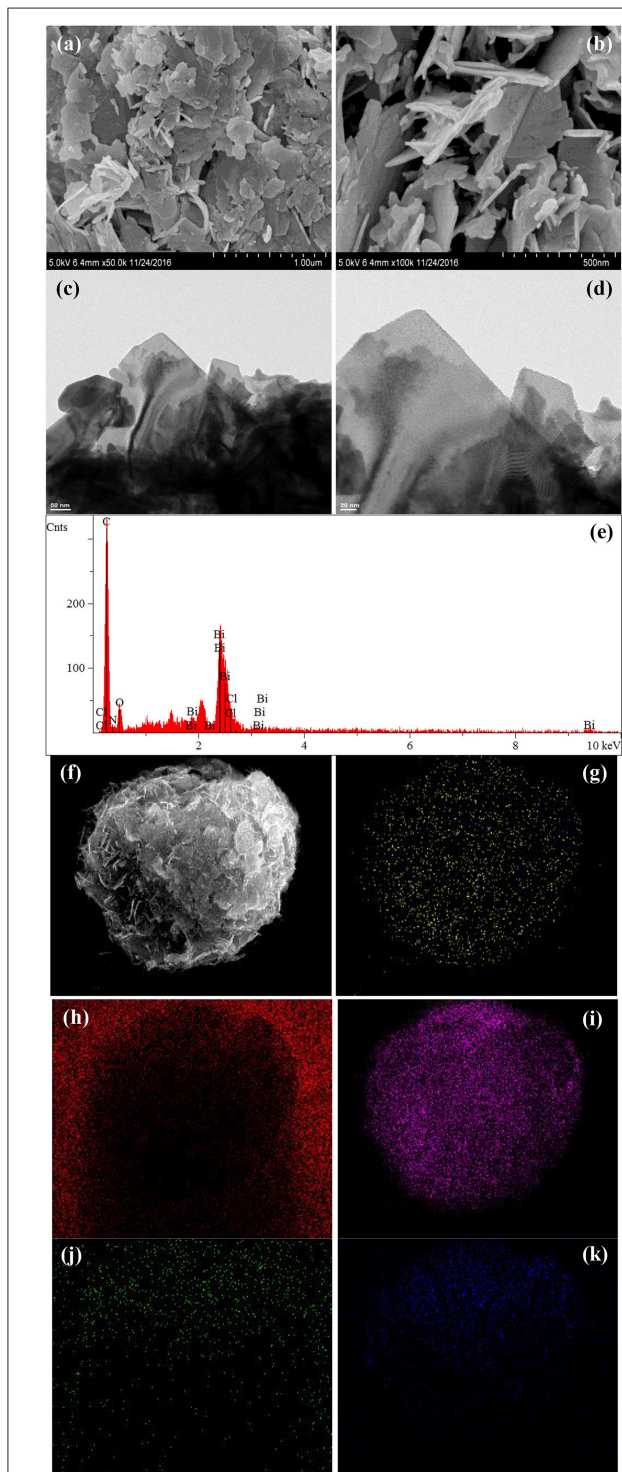 (a)
(b)
5.0kV 6.4mm x50.0k 11/24/2016 1.00um
5.0kV 6.4mm x100k 11/24/2016 500nm
(c)
(d)
50 nm
20 nm
Cnts
(e)
C
200
100
Bi
Bi
Bi
Cl
Cl
Bi
Bi
Bi
Cl
Cl
N
O
Bi
Bi
Bi
Bi
2
4
6
8
10 keV
(f)
(g)
(h)
(i)
(j)
(k)